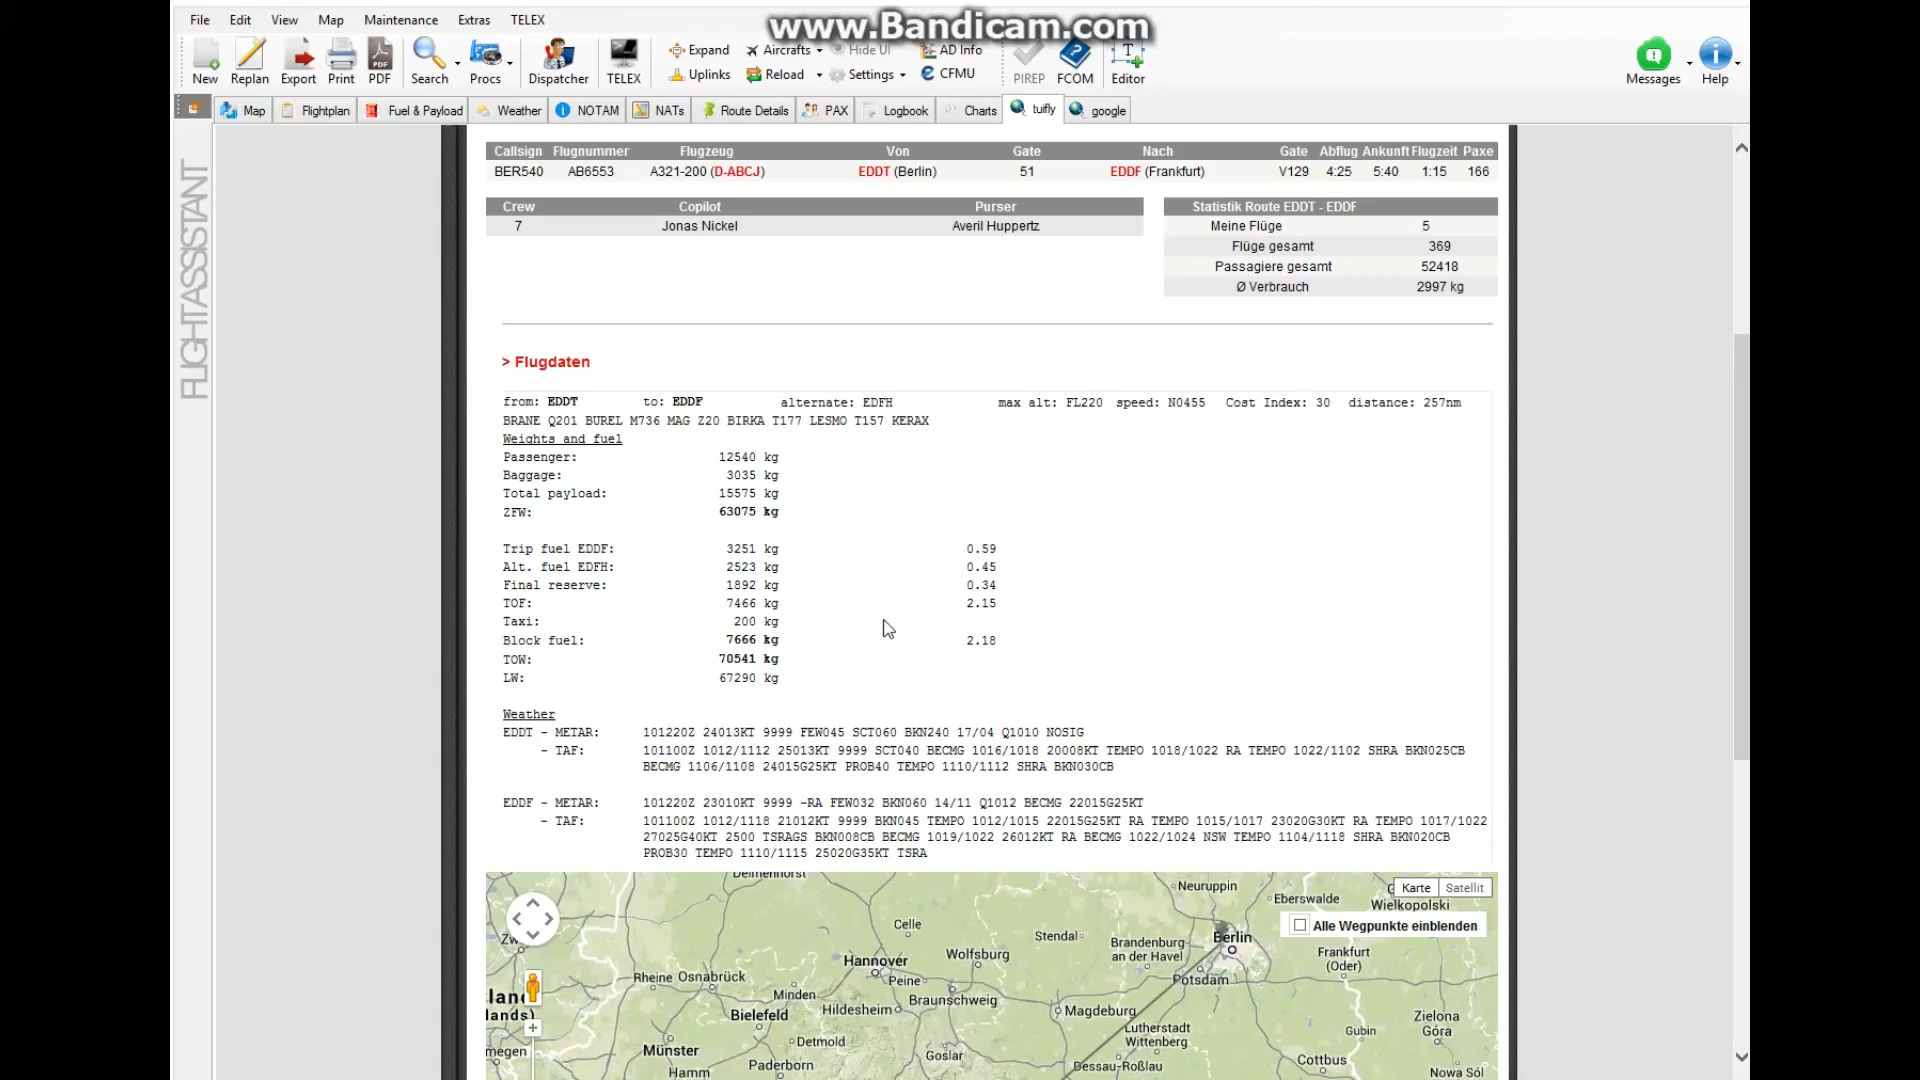 www.Bandicam.com
File Edit View Map Maintenance Extras TELEX
Expand Aircrafts Hide UI AD Info
Uplinks Reload Settings CFMU
New Replan Export Print PDF Search Procs Dispatcher TELEX PIREP FCOM Editor Messages Help
Map Flightplan Fuel & Payload Weather NOTAM NATs Route Details PAX Logbook Charts tuifly google
FLIGHTASSISTANT
Callsign Flugnummer Flugzeug Von Gate Nach Gate Abflug Ankunft Flugzeit Paxe
BER540 AB6553 A321-200 (D-ABCJ) EDDT (Berlin) 51 EDDF (Frankfurt) V129 4:25 5:40 1:15 166
Crew Copilot Purser
7 Jonas Nickel Averil Huppertz
Statistik Route EDDT - EDDF
Meine Flüge 5
Flüge gesamt 369
Passagiere gesamt 52418
Ø Verbrauch 2997 kg
> Flugdaten
from: EDDT to: EDDF alternate: EDFH max alt: FL220 speed: N0455 Cost Index: 30 distance: 257nm
BRANE Q201 BUREL M736 MAG Z20 BIRKA T177 LESMO T157 KERAX
Weights and fuel
Passenger: 12540 kg
Baggage: 3035 kg
Total payload: 15575 kg
ZFW: 63075 kg
Trip fuel EDDF: 3251 kg 0.59
Alt. fuel EDFH: 2523 kg 0.45
Final reserve: 1892 kg 0.34
TOF: 7466 kg 2.15
Taxi: 200 kg
Block fuel: 7666 kg 2.18
TOW: 70541 kg
LW: 67290 kg
Weather
EDDT - METAR: 101220Z 24013KT 9999 FEW045 SCT060 BKN240 17/04 Q1010 NOSIG
- TAF: 101100Z 1012/1112 25013KT 9999 SCT040 BECMG 1016/1018 20008KT TEMPO 1018/1022 RA TEMPO 1022/1102 SHRA BKN025CB
BECMG 1106/1108 24015G25KT PROB40 TEMPO 1110/1112 SHRA BKN030CB
EDDF - METAR: 101220Z 23010KT 9999 -RA FEW032 BKN060 14/11 Q1012 BECMG 22015G25KT
- TAF: 101100Z 1012/1118 21012KT 9999 BKN045 TEMPO 1012/1015 22015G25KT RA TEMPO 1015/1017 23020G30KT RA TEMPO 1017/1022
27025G40KT 2500 TSRAGS BKN008CB BECMG 1019/1022 26012KT RA BECMG 1022/1024 NSW TEMPO 1104/1118 SHRA BKN020CB
PROB30 TEMPO 1110/1115 25020G35KT TSRA
Delmenhorst
Neuruppin
Karte Satellit
Eberswalde
Wielkopolski
Celle
Alle Wegpunkte einblenden
Stendal
Berlin
Brandenburg
an der Havel
Wolfsburg
Frankfurt
(Oder)
Hannover
Rheine Osnabrück
Peine
Potsdam
Minden
Braunschweig
Hildesheim
Magdeburg
Bielefeld
Zielona
Góra
Lutherstadt
Wittenberg
Gubin
Detmold
Münster
Goslar
Cottbus
Paderborn
Dessau-Roßlau
Hamm
Nowa Sól